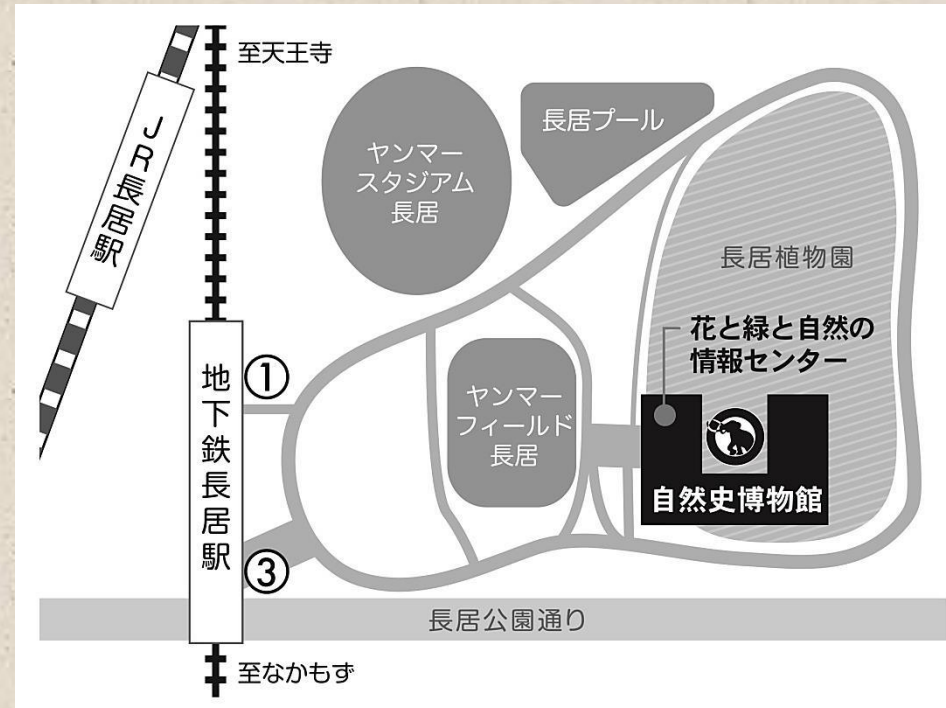 至天王寺
JR長居駅
ヤンマー
スタジアム
長居
長居プール
長居植物園
花と緑と自然の
情報センター
①
地下鉄長居駅
ヤンマー
フィールド
長居
自然史博物館
③
長居公園通り
至なかもず